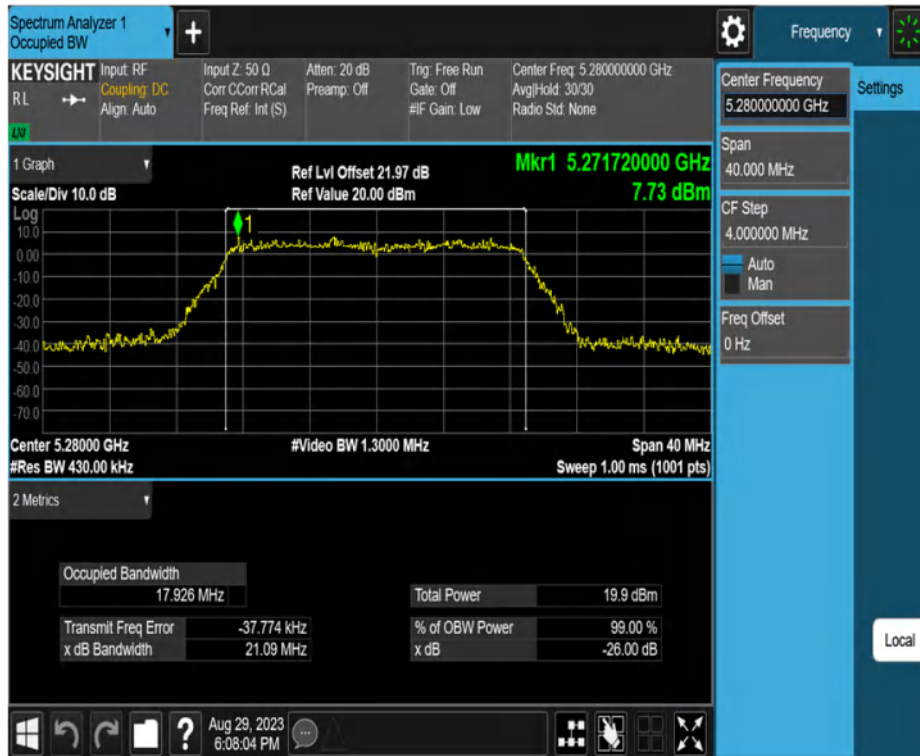 Spectrum Analyzer 1
Occupied BW
+
Frequency
KEYSIGHT Input: RF Input Z: 50 Ω Atten: 20 dB Trig: Free Run Center Freq: 5.280000000 GHz
RL Coupling: DC Corr CCorr RCal Preamp: Off Gate: Off Avg|Hold: 30/30
Align: Auto Freq Ref: Int (S) #IF Gain: Low Radio Std: None
LNI
Center Frequency
5.280000000 GHz
Settings
Span
40.000 MHz
CF Step
4.000000 MHz
Auto
Man
Freq Offset
0 Hz
Local
1 Graph
Ref Lvl Offset 21.97 dB Mkr1 5.271720000 GHz
Scale/Div 10.0 dB Ref Value 20.00 dBm 7.73 dBm
Log
10.0
1
0.00
-10.0
-20.0
-30.0
-40.0
-50.0
-60.0
-70.0
Center 5.28000 GHz #Video BW 1.3000 MHz Span 40 MHz
#Res BW 430.00 kHz Sweep 1.00 ms (1001 pts)
2 Metrics
Occupied Bandwidth
17.926 MHz Total Power 19.9 dBm
Transmit Freq Error -37.774 kHz % of OBW Power 99.00 %
x dB Bandwidth 21.09 MHz x dB -26.00 dB
? Aug 29, 2023
6:08:04 PM